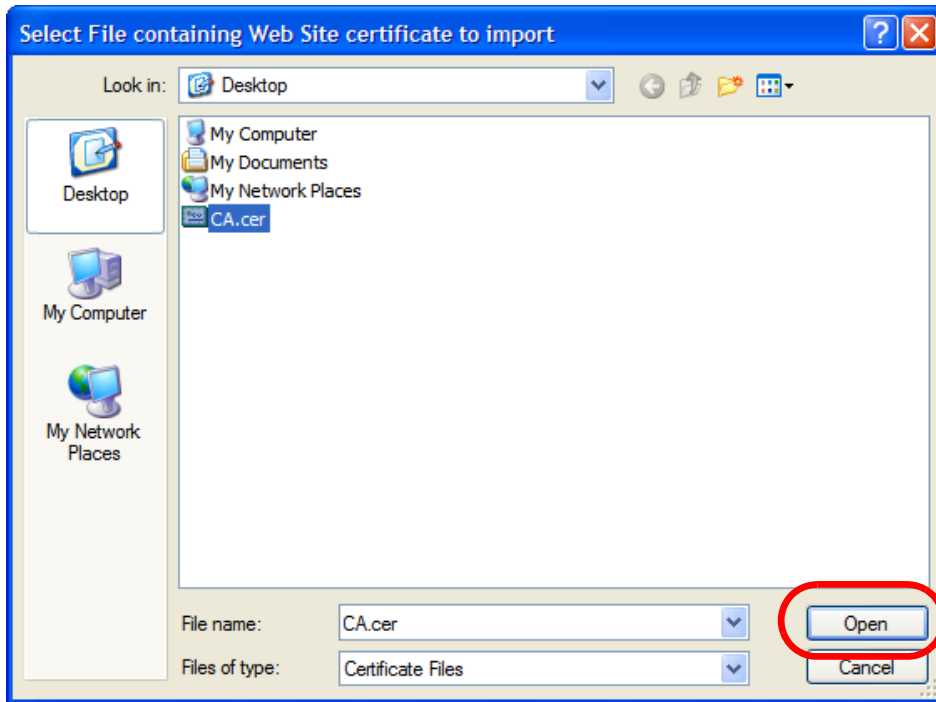 Select File containing Web Site certificate to import
Look in: Desktop
Desktop
My Computer
My Network
Places
My Computer
My Documents
My Network Places
CA.cer
File name: CA.cer Open
Files of type: Certificate Files Cancel